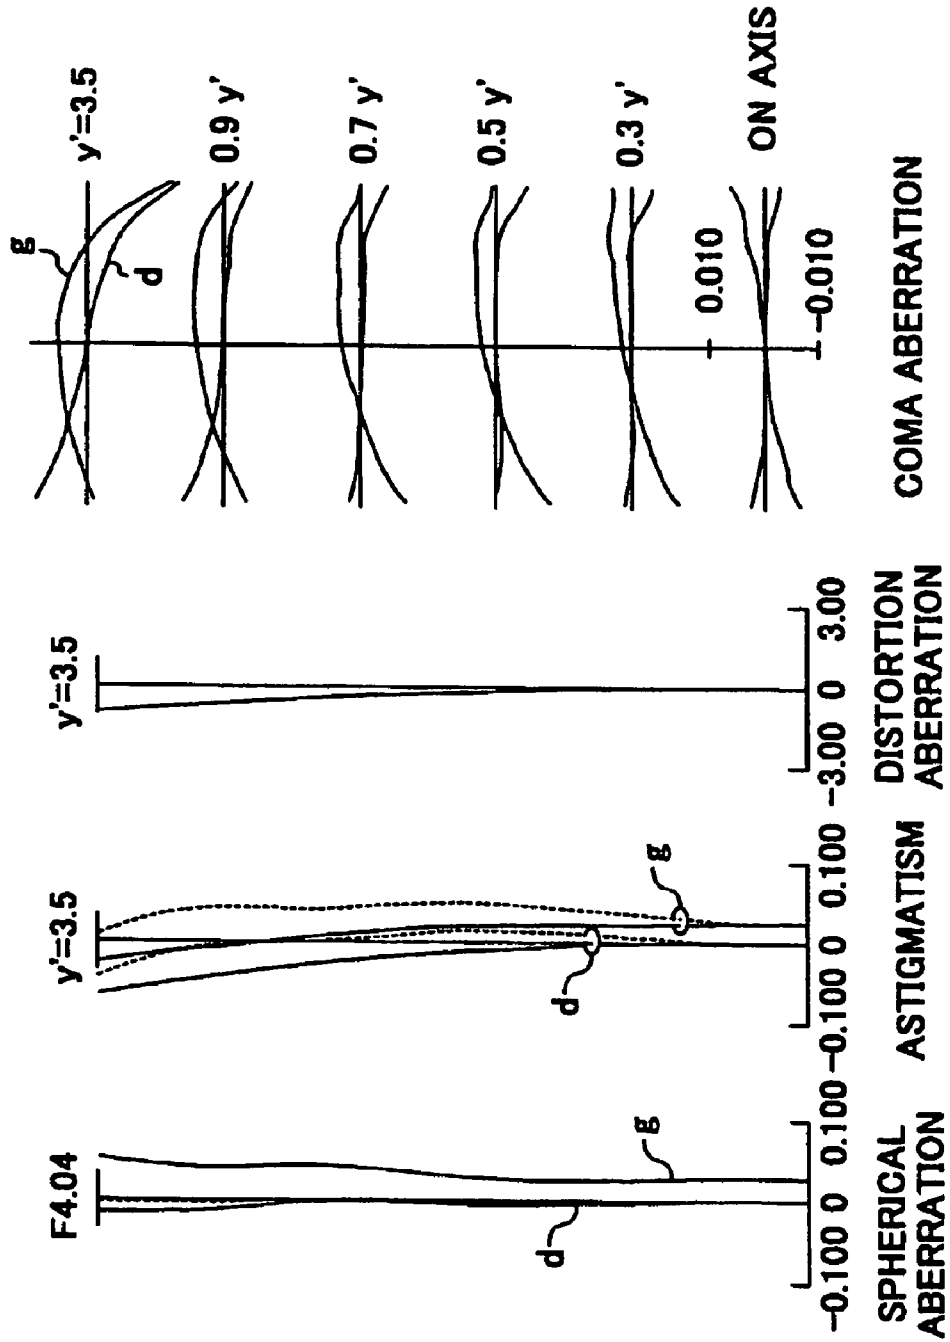 F4.04
g
d
-0.100 0 0.100
SPHERICAL
ABERRATION
y'=3.5
g
d
-0.100 0 0.100
ASTIGMATISM
y'=3.5
-3.00 0 3.00
DISTORTION
ABERRATION
g
d
y'=3.5
0.9 y'
0.7 y'
0.5 y'
0.3 y'
0.010
ON AXIS
-0.010
COMA ABERRATION